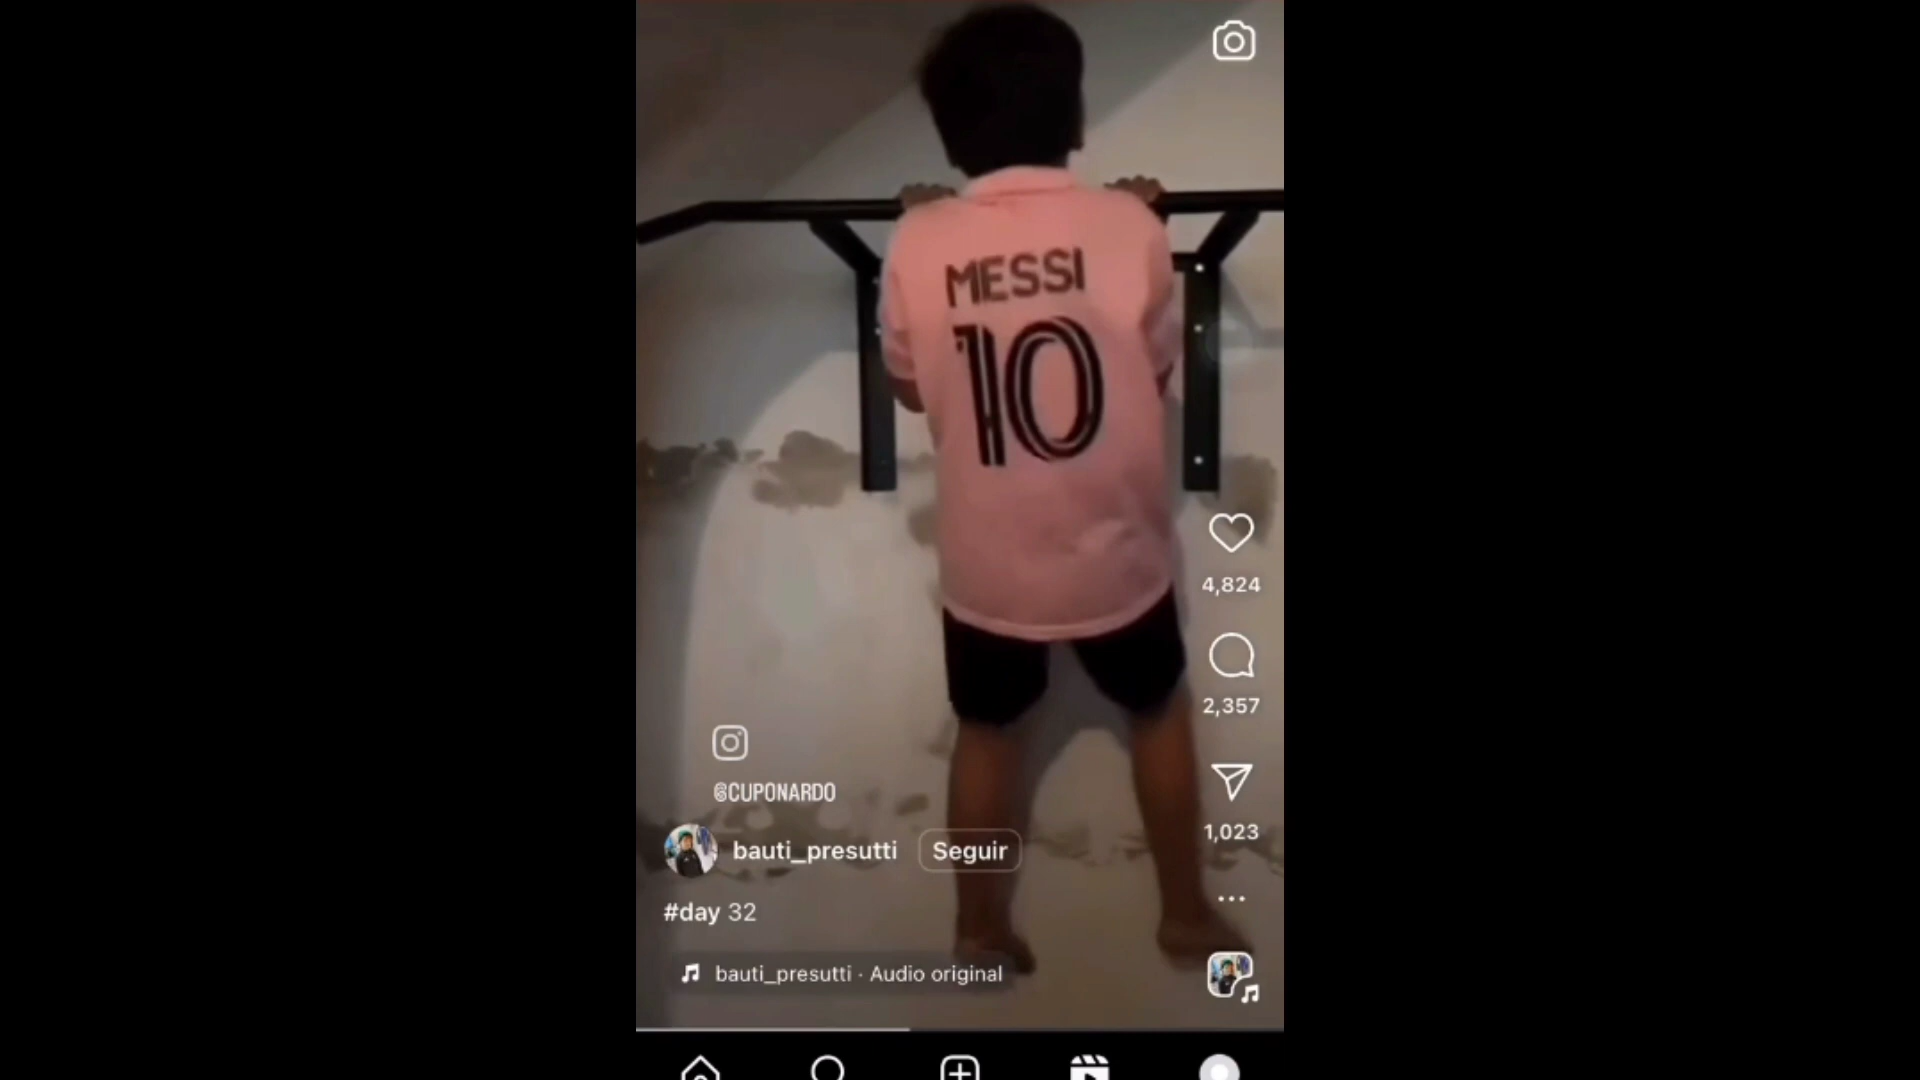 MESSI
10
4,824
2,357
1,023
@CUPONARDO
bauti_presutti Seguir
#day 32
bauti_presutti · Audio original